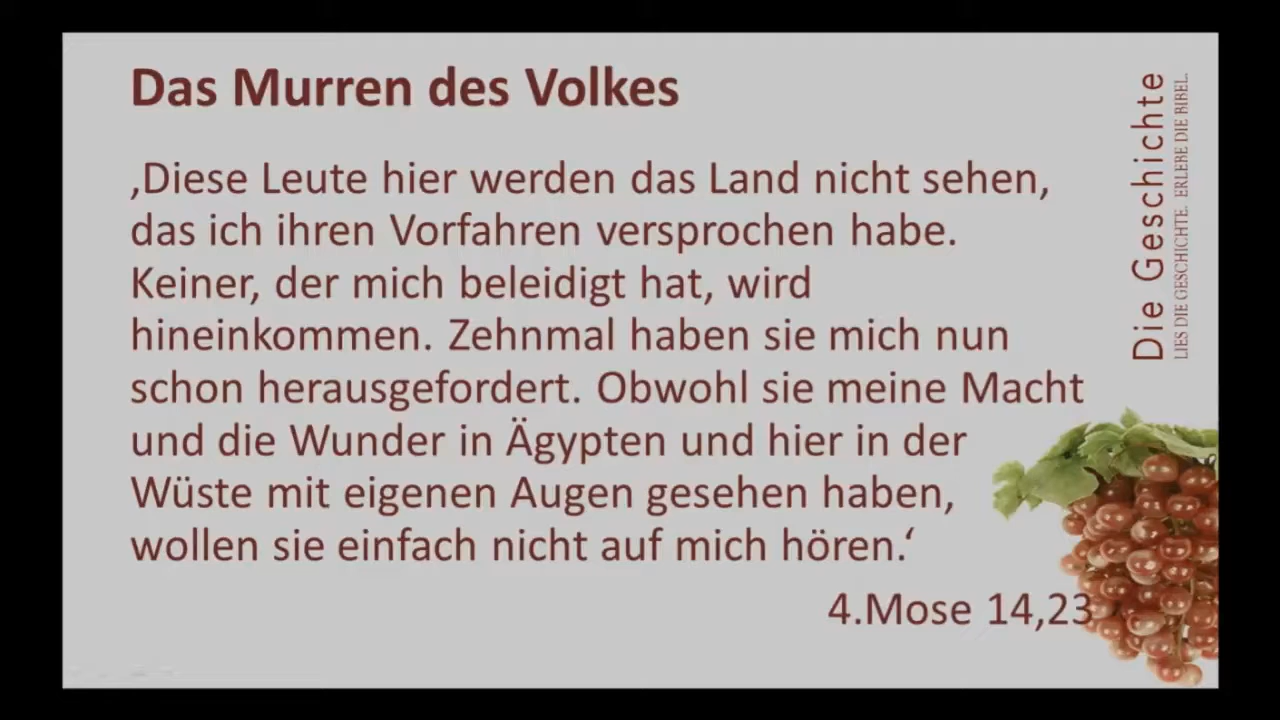 Das Murren des Volkes
‚Diese Leute hier werden das Land nicht sehen,
das ich ihren Vorfahren versprochen habe.
Keiner, der mich beleidigt hat, wird
hineinkommen. Zehnmal haben sie mich nun
schon herausgefordert. Obwohl sie meine Macht
und die Wunder in Ägypten und hier in der
Wüste mit eigenen Augen gesehen haben,
wollen sie einfach nicht auf mich hören.‘
4.Mose 14,23
Die Geschichte
LIES DIE GESCHICHTE. ERLEBE DIE BIBEL.